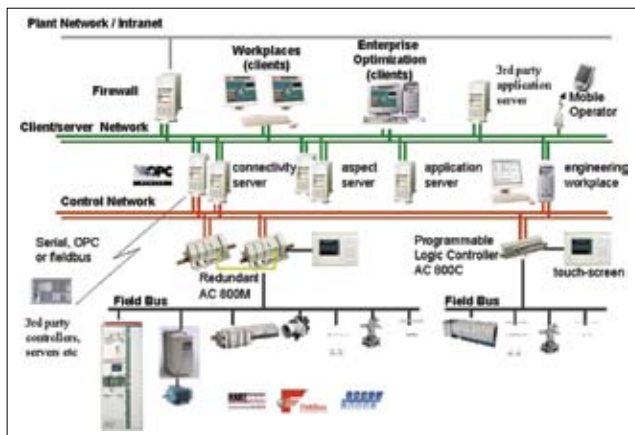 Plant Network / Intranet
Workplaces
(clients)
Enterprise
Optimization
(clients)
3rd party
application
server
Firewall
Mobile
Operator
Client/server Network
OPC
connectivity
server
aspect
server
application
server
engineering
workplace
Control Network
Serial, OPC
or fieldbus
Redundant
AC 800M
Programmable
Logic Controller
AC 800C
touch-screen
3rd party
controllers,
servers etc
Field Bus
Field Bus
HART